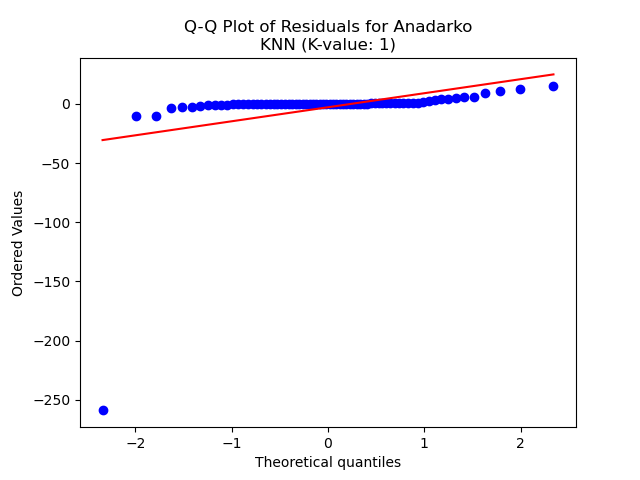 Q-Q Plot of Residuals for Anadarko
KNN (K-value: 1)
Ordered Values
0
−50
−100
−150
−200
−250
−2
−1
0
1
2
Theoretical quantiles